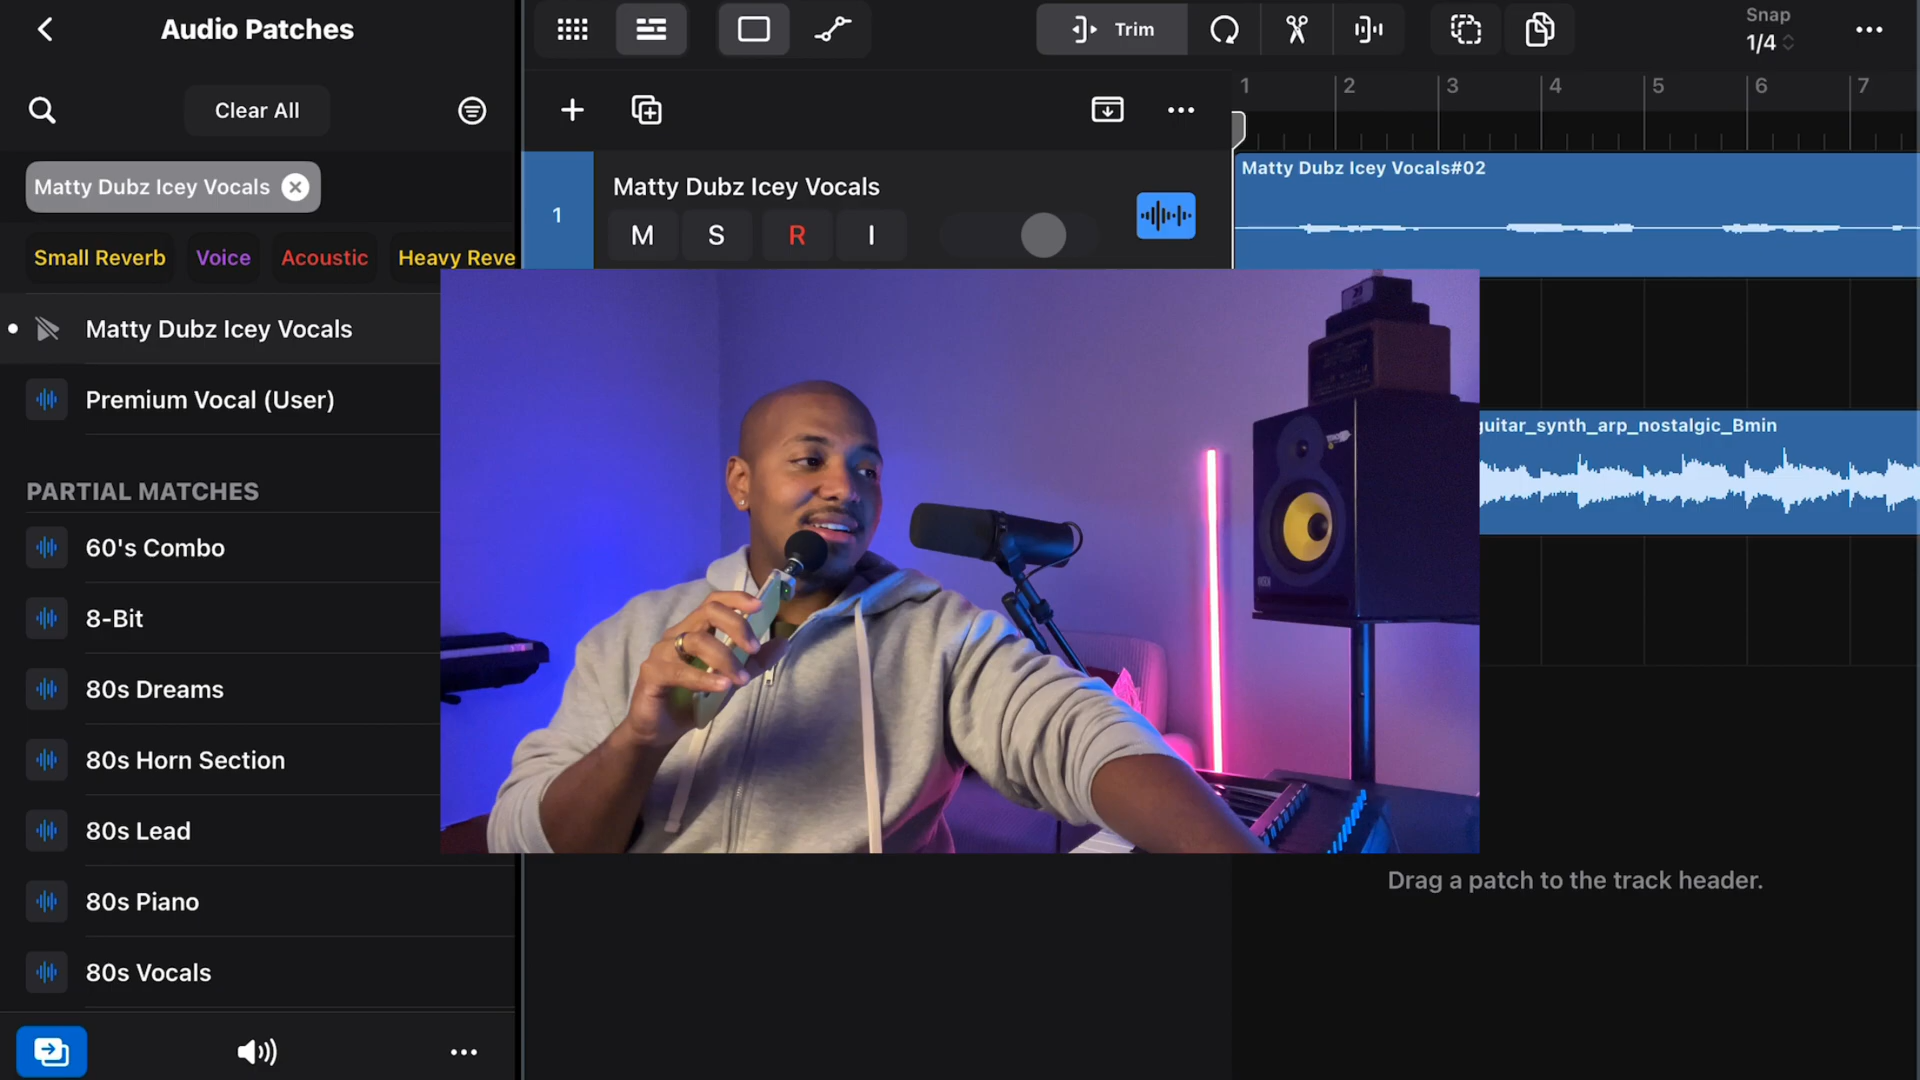 Audio Patches
Trim
Snap
1/4
1 2 3 4 5 6 7
Clear All
Matty Dubz Icey Vocals
Small Reverb Voice Acoustic Heavy Reve
1
Matty Dubz Icey Vocals
M S R I
Matty Dubz Icey Vocals#02
Matty Dubz Icey Vocals
Premium Vocal (User)
guitar_synth_arp_nostalgic_Bmin
PARTIAL MATCHES
60's Combo
8-Bit
80s Dreams
80s Horn Section
80s Lead
80s Piano
80s Vocals
Drag a patch to the track header.